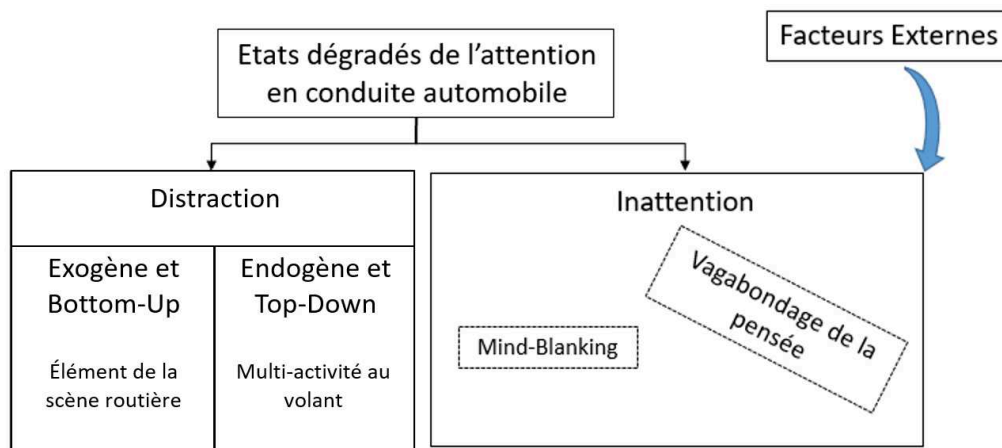 Etats dégradés de l’attention
en conduite automobile
Facteurs Externes
Distraction
Exogène et
Bottom-Up
Élément de la
scène routière
Endogène et
Top-Down
Multi-activité au
volant
Inattention
Mind-Blanking
Vagabondage de la
pensée